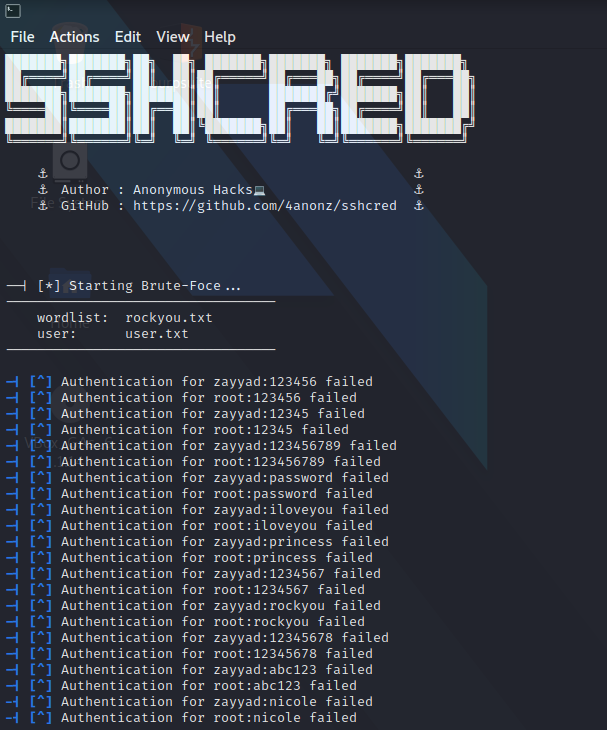 File Actions Edit View Help
SSHCRED
⚓ ⚓
⚓ Author : Anonymous Hacks💻 ⚓
⚓ GitHub : https://github.com/4anonz/sshcred ⚓
──┤ [*] Starting Brute-Foce...
wordlist: rockyou.txt
user: user.txt
─┤ [^] Authentication for zayyad:123456 failed
─┤ [^] Authentication for root:123456 failed
─┤ [^] Authentication for zayyad:12345 failed
─┤ [^] Authentication for root:12345 failed
─┤ [^] Authentication for zayyad:123456789 failed
─┤ [^] Authentication for root:123456789 failed
─┤ [^] Authentication for zayyad:password failed
─┤ [^] Authentication for root:password failed
─┤ [^] Authentication for zayyad:iloveyou failed
─┤ [^] Authentication for root:iloveyou failed
─┤ [^] Authentication for zayyad:princess failed
─┤ [^] Authentication for root:princess failed
─┤ [^] Authentication for zayyad:1234567 failed
─┤ [^] Authentication for root:1234567 failed
─┤ [^] Authentication for zayyad:rockyou failed
─┤ [^] Authentication for root:rockyou failed
─┤ [^] Authentication for zayyad:12345678 failed
─┤ [^] Authentication for root:12345678 failed
─┤ [^] Authentication for zayyad:abc123 failed
─┤ [^] Authentication for root:abc123 failed
─┤ [^] Authentication for zayyad:nicole failed
─┤ [^] Authentication for root:nicole failed